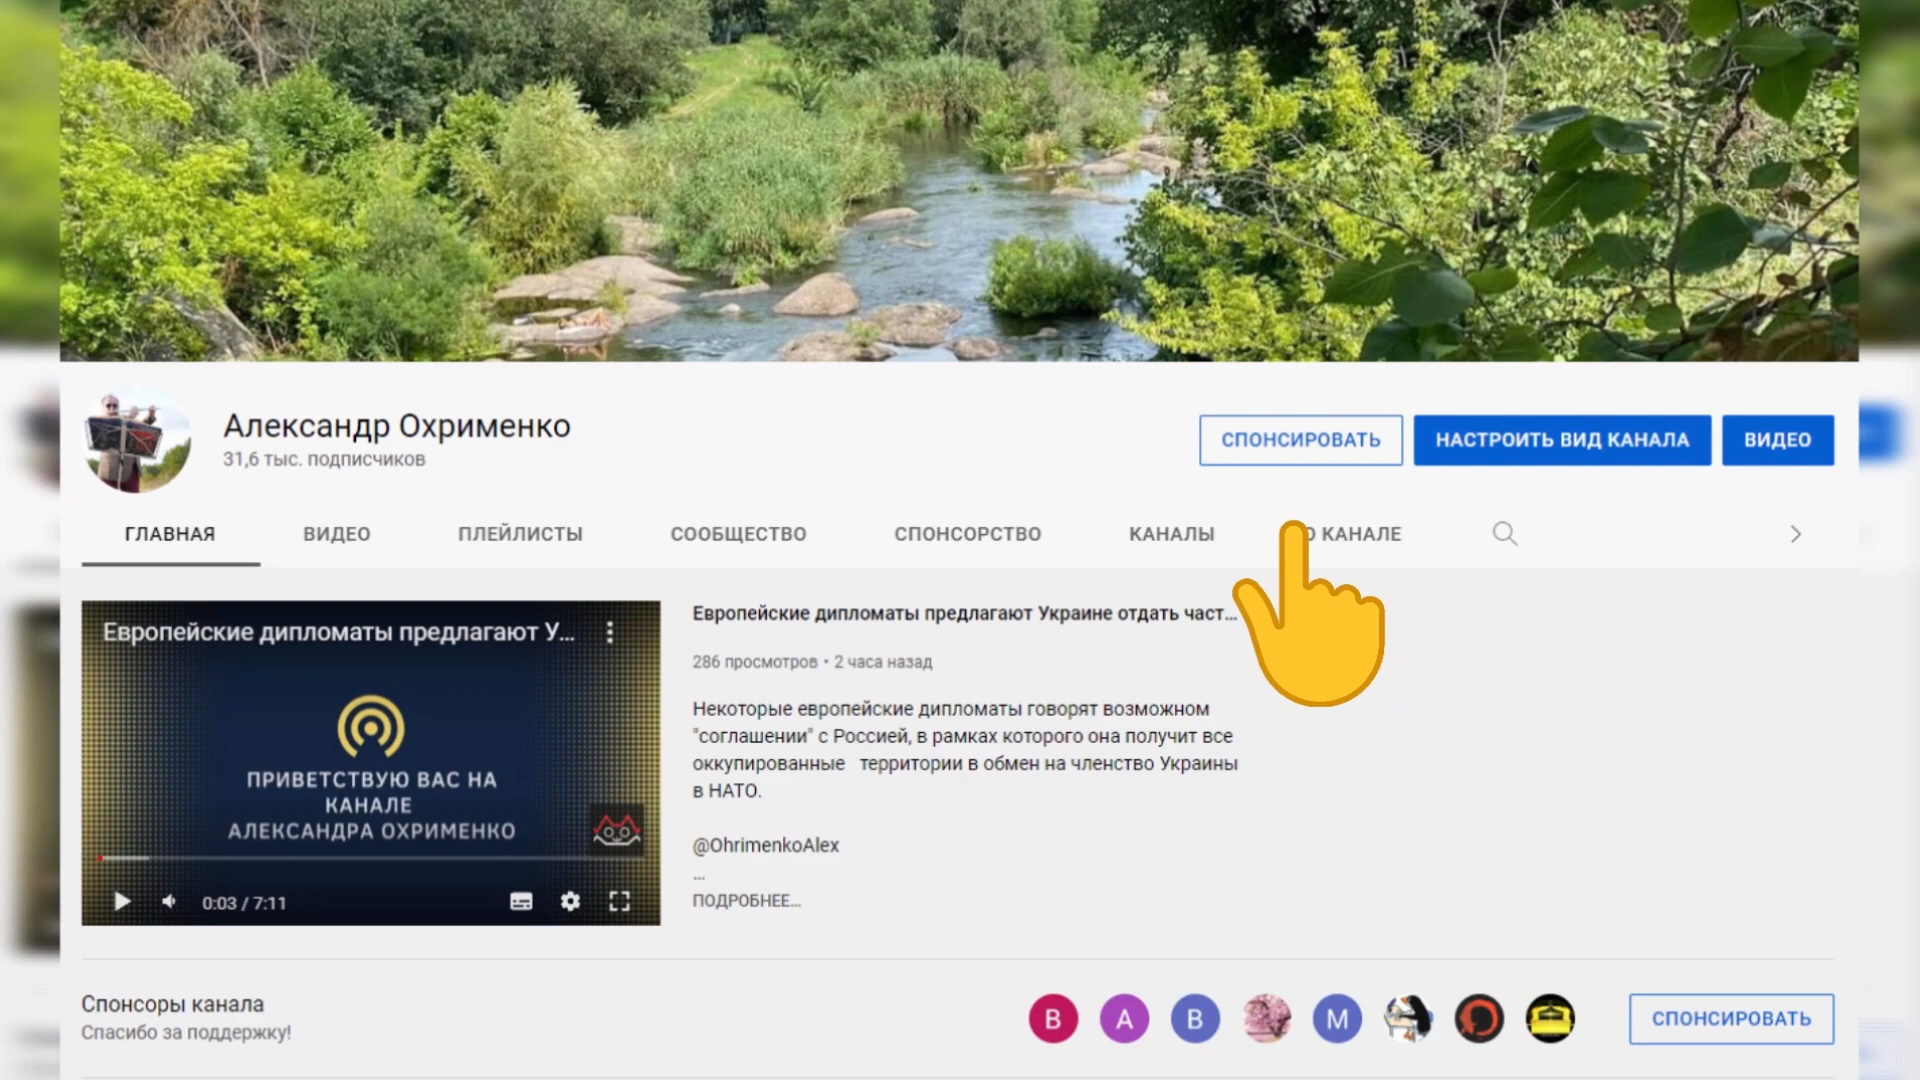 Александр Охрименко
31,6 тыс. подписчиков
СПОНСИРОВАТЬ
НАСТРОИТЬ ВИД КАНАЛА
ВИДЕО
ГЛАВНАЯ
ВИДЕО
ПЛЕЙЛИСТЫ
СООБЩЕСТВО
СПОНСОРСТВО
КАНАЛЫ
О КАНАЛЕ
Европейские дипломаты предлагают У...
ПРИВЕТСТВУЮ ВАС НА
КАНАЛЕ
АЛЕКСАНДРА ОХРИМЕНКО
0:03 / 7:11
Европейские дипломаты предлагают Украине отдать част...
286 просмотров • 2 часа назад
Некоторые европейские дипломаты говорят возможном
"соглашении" с Россией, в рамках которого она получит все
оккупированные территории в обмен на членство Украины
в НАТО.
@OhrimenkoAlex
...
ПОДРОБНЕЕ...
Спонсоры канала
Спасибо за поддержку!
В
А
В
М
СПОНСИРОВАТЬ